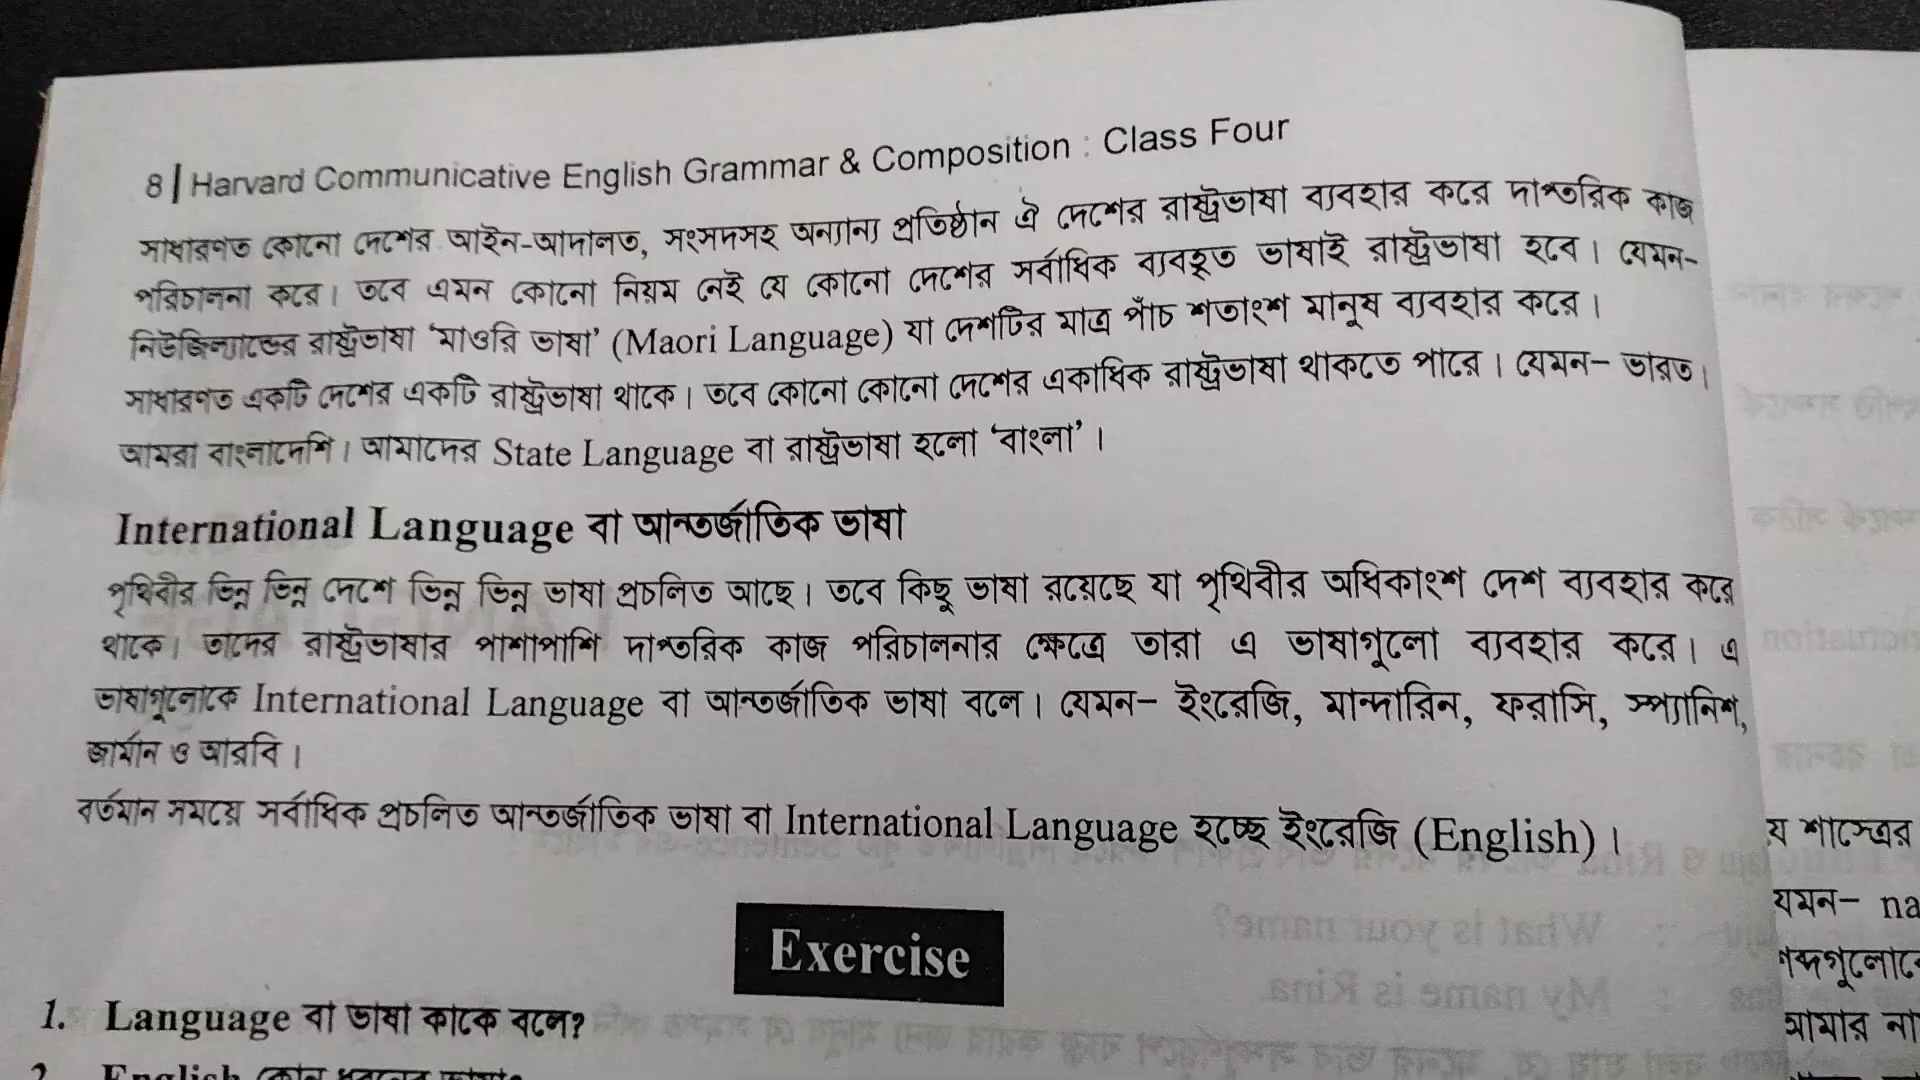 8 | Harvard Communicative English Grammar & Composition : Class Four
সাধারণত কোনো দেশের আইন-আদালত, সংসদসহ অন্যান্য প্রতিষ্ঠান ঐ দেশের রাষ্ট্রভাষা ব্যবহার করে দাপ্তরিক কাজ
পরিচালনা করে। তবে এমন কোনো নিয়ম নেই যে কোনো দেশের সর্বাধিক ব্যবহৃত ভাষাই রাষ্ট্রভাষা হবে। যেমন-
নিউজিল্যান্ডের রাষ্ট্রভাষা ‘মাওরি ভাষা’ (Maori Language) যা দেশটির মাত্র পাঁচ শতাংশ মানুষ ব্যবহার করে।
সাধারণত একটি দেশের একটি রাষ্ট্রভাষা থাকে। তবে কোনো কোনো দেশের একাধিক রাষ্ট্রভাষা থাকতে পারে। যেমন– ভারত।
আমরা বাংলাদেশি। আমাদের State Language বা রাষ্ট্রভাষা হলো ‘বাংলা’।
International Language বা আন্তর্জাতিক ভাষা
পৃথিবীর ভিন্ন ভিন্ন দেশে ভিন্ন ভিন্ন ভাষা প্রচলিত আছে। তবে কিছু ভাষা রয়েছে যা পৃথিবীর অধিকাংশ দেশ ব্যবহার করে
থাকে। তাদের রাষ্ট্রভাষার পাশাপাশি দাপ্তরিক কাজ পরিচালনার ক্ষেত্রে তারা এ ভাষাগুলো ব্যবহার করে। এ
ভাষাগুলোকে International Language বা আন্তর্জাতিক ভাষা বলে। যেমন– ইংরেজি, মান্দারিন, ফরাসি, স্প্যানিশ,
জার্মান ও আরবি।
বর্তমান সময়ে সর্বাধিক প্রচলিত আন্তর্জাতিক ভাষা বা International Language হচ্ছে ইংরেজি (English)।
Exercise
1. Language বা ভাষা কাকে বলে?
2. English কোন ধরনের ভাষা?
য শাস্ত্রের
যমন– na
আমার না